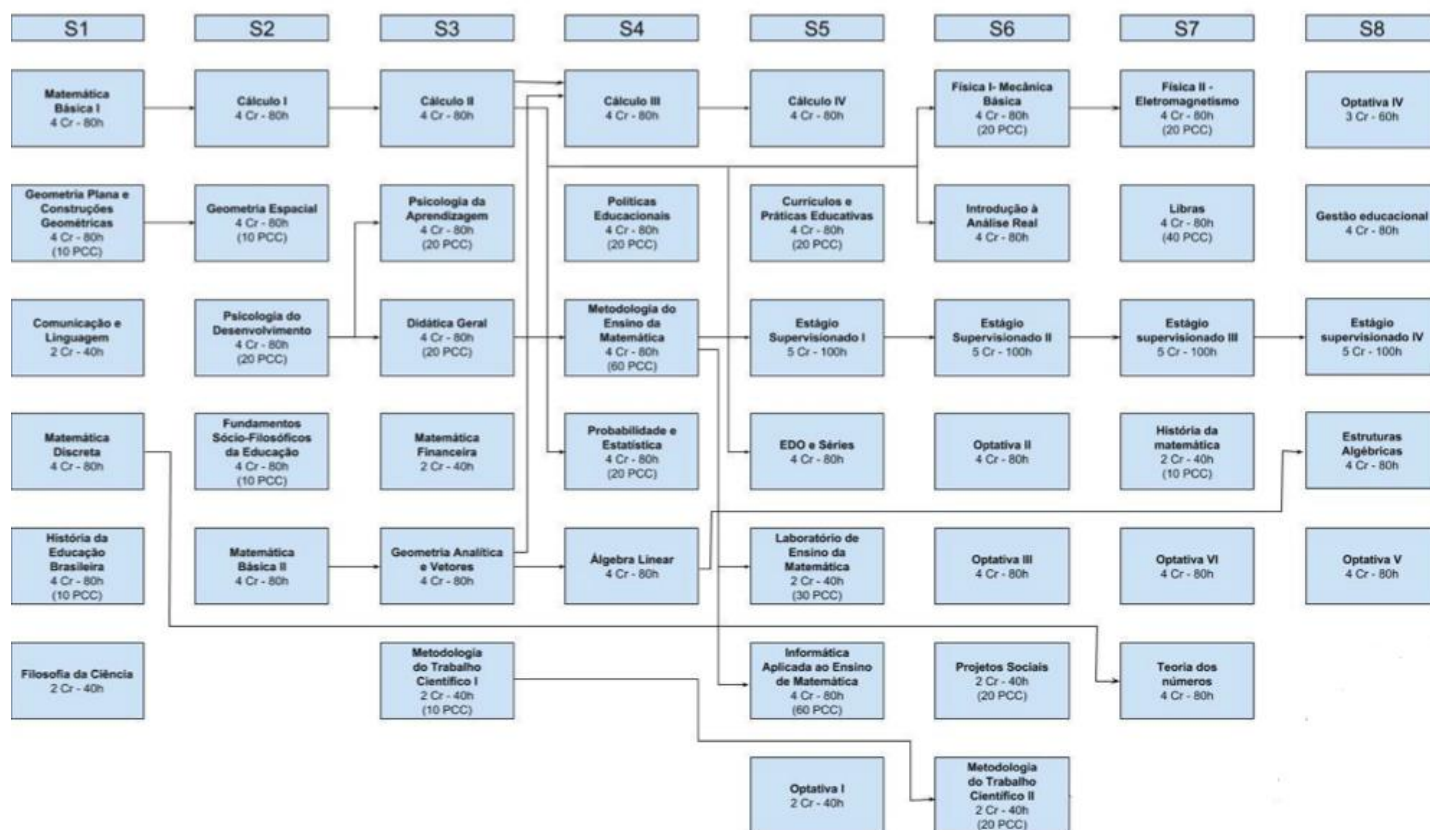 S1
S2
S3
S4
S5
S6
S7
S8
Matemática
Básica I
4 Cr - 80h
Cálculo I
4 Cr - 80h
Cálculo II
4 Cr - 80h
Cálculo III
4 Cr - 80h
Cálculo IV
4 Cr - 80h
Física I- Mecânica
Básica
4 Cr - 80h
(20 PCC)
Física II -
Eletromagnetismo
4 Cr - 80h
(20 PCC)
Optativa IV
3 Cr - 60h
Geometria Plana e
Construções
Geométricas
4 Cr - 80h
(10 PCC)
Geometria Espacial
4 Cr - 80h
(10 PCC)
Psicologia da
Aprendizagem
4 Cr - 80h
(20 PCC)
Políticas
Educacionais
4 Cr - 80h
(20 PCC)
Currículos e
Práticas Educativas
4 Cr - 80h
(20 PCC)
Introdução à
Análise Real
4 Cr - 80h
Libras
4 Cr - 80h
(40 PCC)
Gestão educacional
4 Cr - 80h
Comunicação e
Linguagem
2 Cr - 40h
Psicologia do
Desenvolvimento
4 Cr - 80h
(20 PCC)
Didática Geral
4 Cr - 80h
(20 PCC)
Metodologia do
Ensino da
Matemática
4 Cr - 80h
(60 PCC)
Estágio
Supervisionado I
5 Cr - 100h
Estágio
Supervisionado II
5 Cr - 100h
Estágio
supervisionado III
5 Cr - 100h
Estágio
supervisionado IV
5 Cr - 100h
Matemática
Discreta
4 Cr - 80h
Fundamentos
Sócio-Filosóficos
da Educação
4 Cr - 80h
(10 PCC)
Matemática
Financeira
2 Cr - 40h
Probabilidade e
Estatística
4 Cr - 80h
(20 PCC)
EDO e Séries
4 Cr - 80h
Optativa II
4 Cr - 80h
História da
matemática
2 Cr - 40h
(10 PCC)
Estruturas
Algébricas
4 Cr - 80h
História da
Educação
Brasileira
4 Cr - 80h
(10 PCC)
Matemática
Básica II
4 Cr - 80h
Geometria Analítica
e Vetores
4 Cr - 80h
Álgebra Linear
4 Cr - 80h
Laboratório de
Ensino da
Matemática
2 Cr - 40h
(30 PCC)
Optativa III
4 Cr - 80h
Optativa VI
4 Cr - 80h
Optativa V
4 Cr - 80h
Filosofia da Ciência
2 Cr - 40h
Metodologia
do Trabalho
Científico I
2 Cr - 40h
(10 PCC)
Informática
Aplicada ao Ensino
de Matemática
4 Cr - 80h
(60 PCC)
Projetos Sociais
2 Cr - 40h
(20 PCC)
Teoria dos
números
4 Cr - 80h
Optativa I
2 Cr - 40h
Metodologia
do Trabalho
Científico II
2 Cr - 40h
(20 PCC)